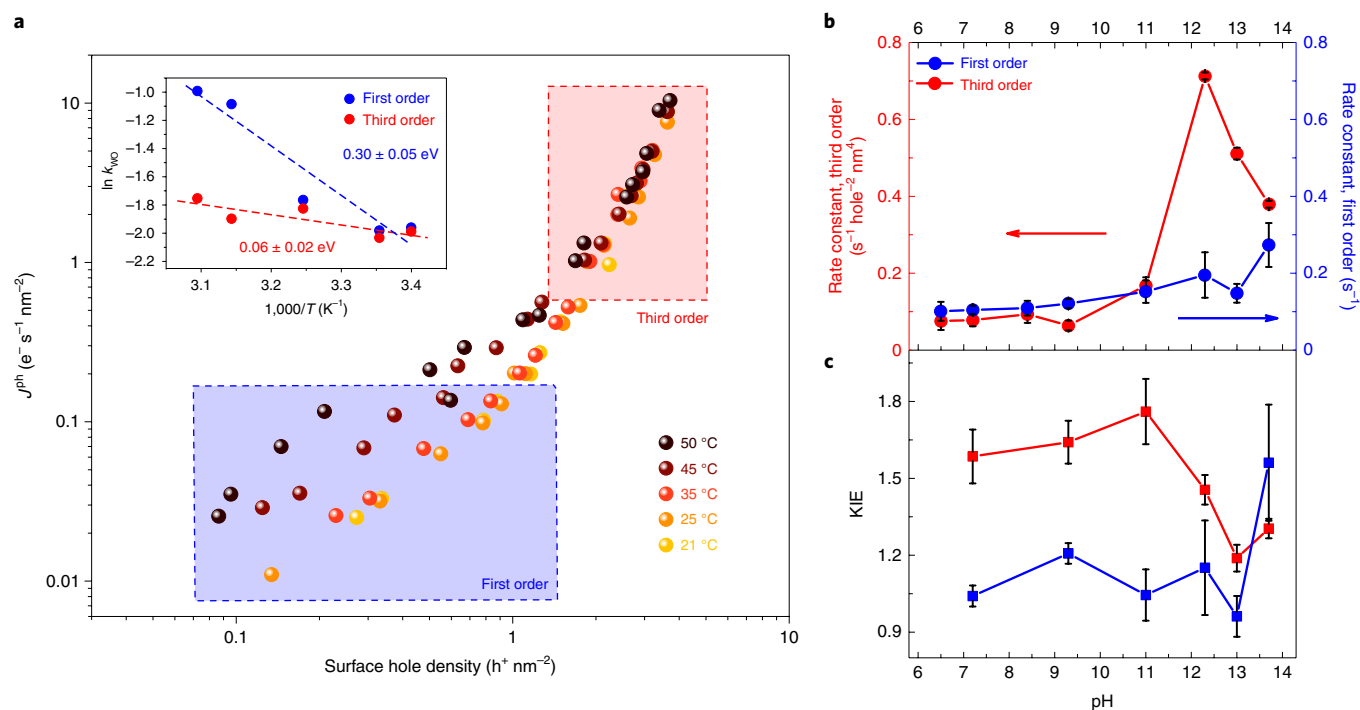 a
10
1
0.1
0.01
J^ph (e⁻ s⁻¹ nm⁻²)
0.1
1
10
Surface hole density (h⁺ nm⁻²)
Third order
First order
50 °C
45 °C
35 °C
25 °C
21 °C
−1.0
−1.2
−1.4
−1.6
−1.8
−2.0
−2.2
ln k_WO
3.1
3.2
3.3
3.4
1,000/T (K⁻¹)
First order
Third order
0.30 ± 0.05 eV
0.06 ± 0.02 eV
b
6 7 8 9 10 11 12 13 14
0.8
0.6
0.4
0.2
0
Rate constant, third order
(s⁻¹ hole⁻² nm⁴)
First order
Third order
0.8
0.6
0.4
0.2
0
Rate constant, first order (s⁻¹)
c
1.8
1.5
1.2
0.9
KIE
6 7 8 9 10 11 12 13 14
pH